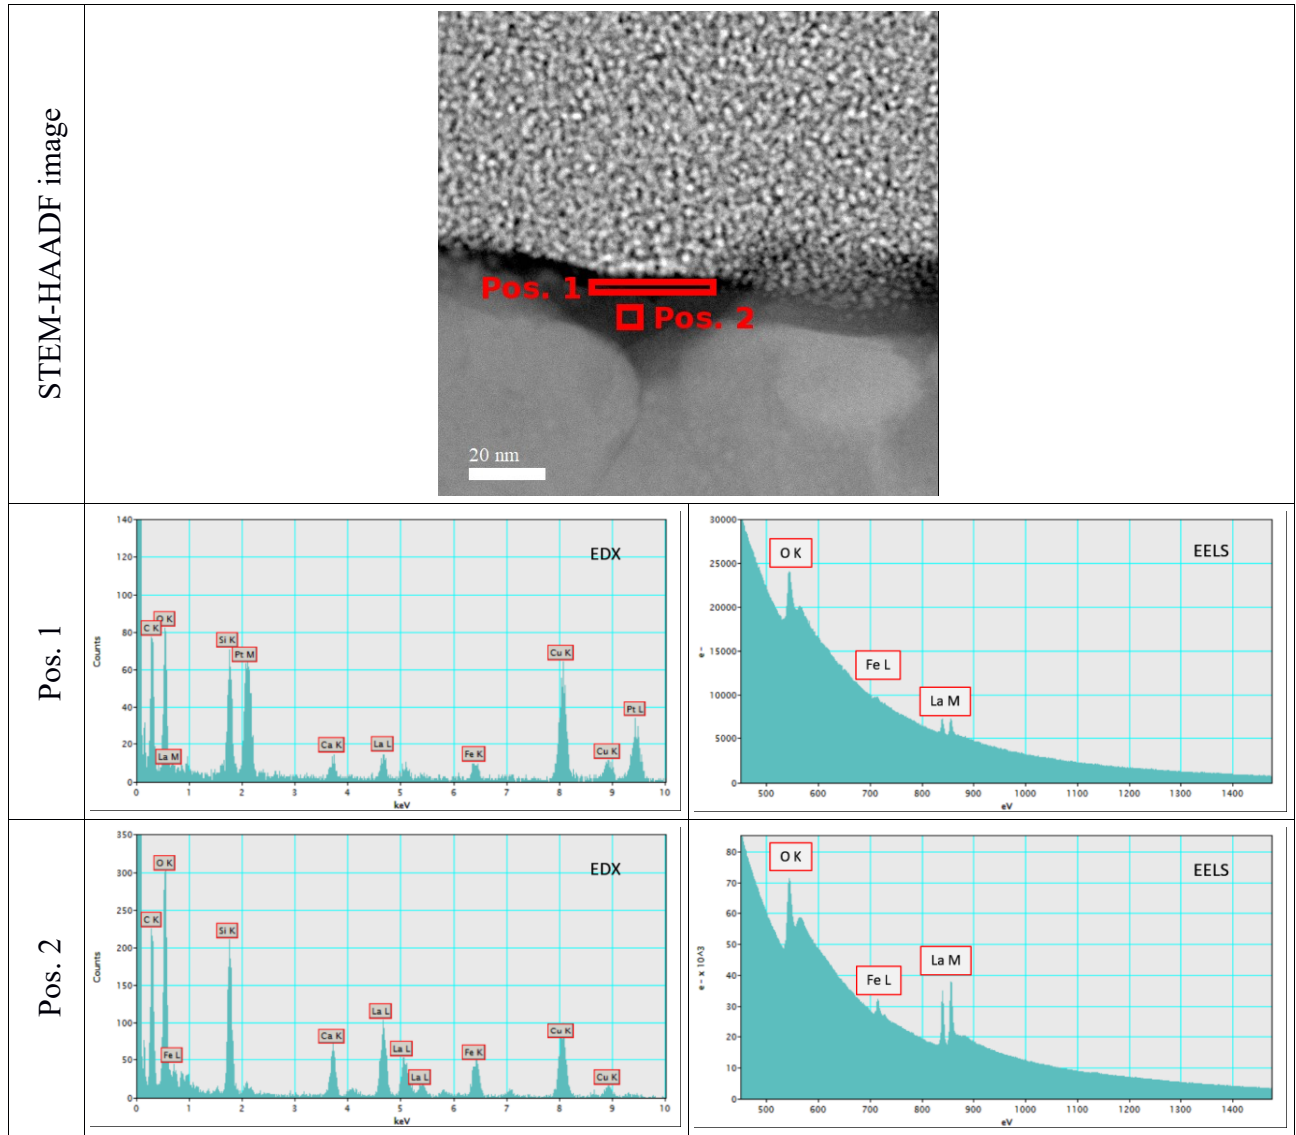 STEM-HAADF image
Pos. 1
Pos. 2
20 nm
Pos. 1
EDX
140
120
100
80
60
40
20
0
Counts
O K
C K
La M
Si K
Pt M
Ca K
La L
Fe K
Cu K
Cu K
Pt L
0 1 2 3 4 5 6 7 8 9 10
keV
EELS
30000
25000
20000
15000
10000
5000
0
e-
O K
Fe L
La M
500 600 700 800 900 1000 1100 1200 1300 1400
eV
Pos. 2
EDX
350
300
250
200
150
100
50
0
Counts
O K
C K
Fe L
Si K
Ca K
La L
La L
La L
Fe K
Cu K
Cu K
0 1 2 3 4 5 6 7 8 9 10
keV
EELS
80
70
60
50
40
30
20
10
0
e- x 10^3
O K
Fe L
La M
500 600 700 800 900 1000 1100 1200 1300 1400
eV